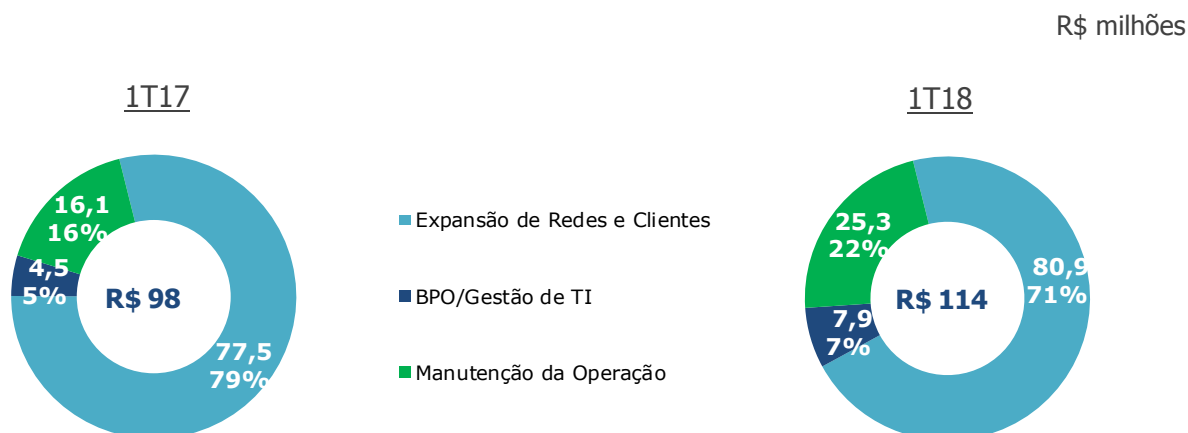 R$ milhões
1T17
16,1
16%
4,5
5%
R$ 98
77,5
79%
Expansão de Redes e Clientes
BPO/Gestão de TI
Manutenção da Operação
1T18
25,3
22%
7,9
7%
R$ 114
80,9
71%